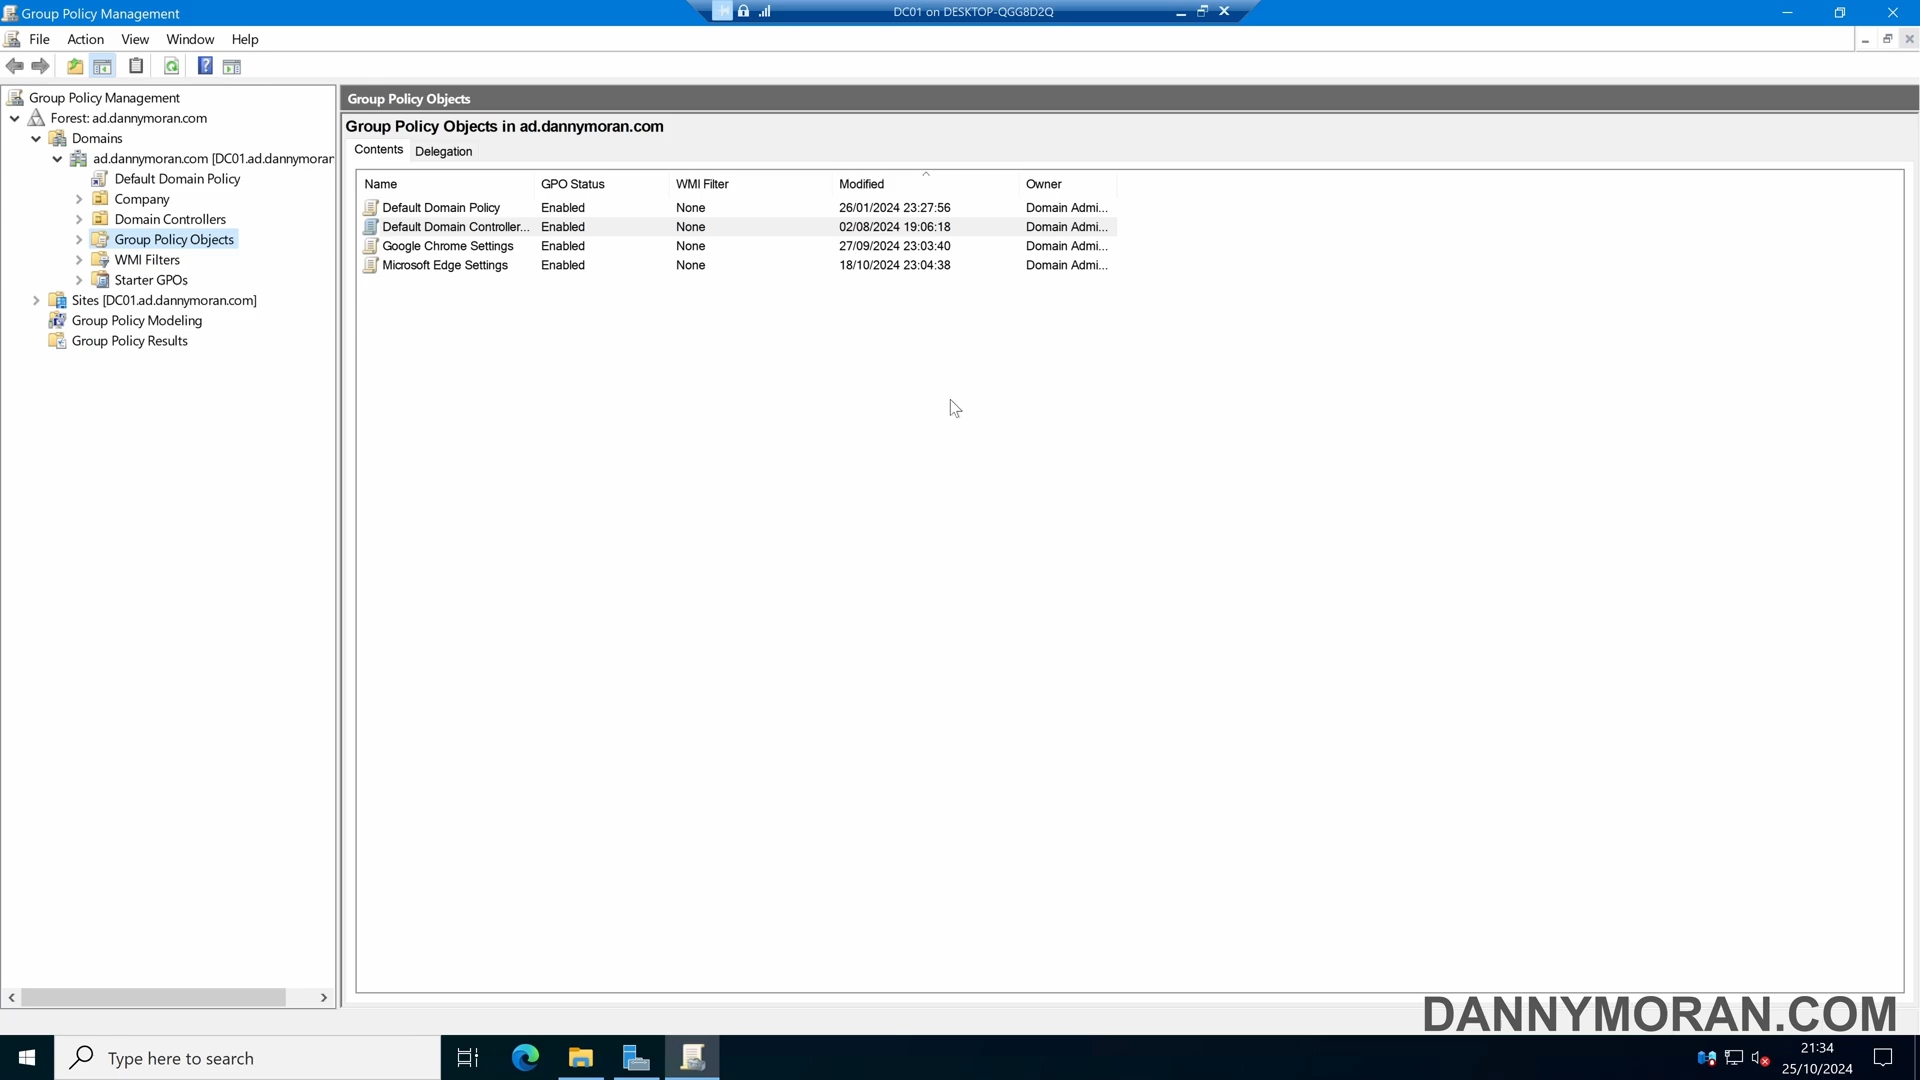 Group Policy Management
DC01 on DESKTOP-QGG8D2Q
File Action View Window Help
Group Policy Management
Forest: ad.dannymoran.com
Domains
ad.dannymoran.com [DC01.ad.dannymoran
Default Domain Policy
Company
Domain Controllers
Group Policy Objects
WMI Filters
Starter GPOs
Sites [DC01.ad.dannymoran.com]
Group Policy Modeling
Group Policy Results
Group Policy Objects
Group Policy Objects in ad.dannymoran.com
Contents Delegation
Name GPO Status WMI Filter Modified Owner
Default Domain Policy Enabled None 26/01/2024 23:27:56 Domain Admi...
Default Domain Controller... Enabled None 02/08/2024 19:06:18 Domain Admi...
Google Chrome Settings Enabled None 27/09/2024 23:03:40 Domain Admi...
Microsoft Edge Settings Enabled None 18/10/2024 23:04:38 Domain Admi...
DANNYMORAN.COM
Type here to search
21:34
25/10/2024